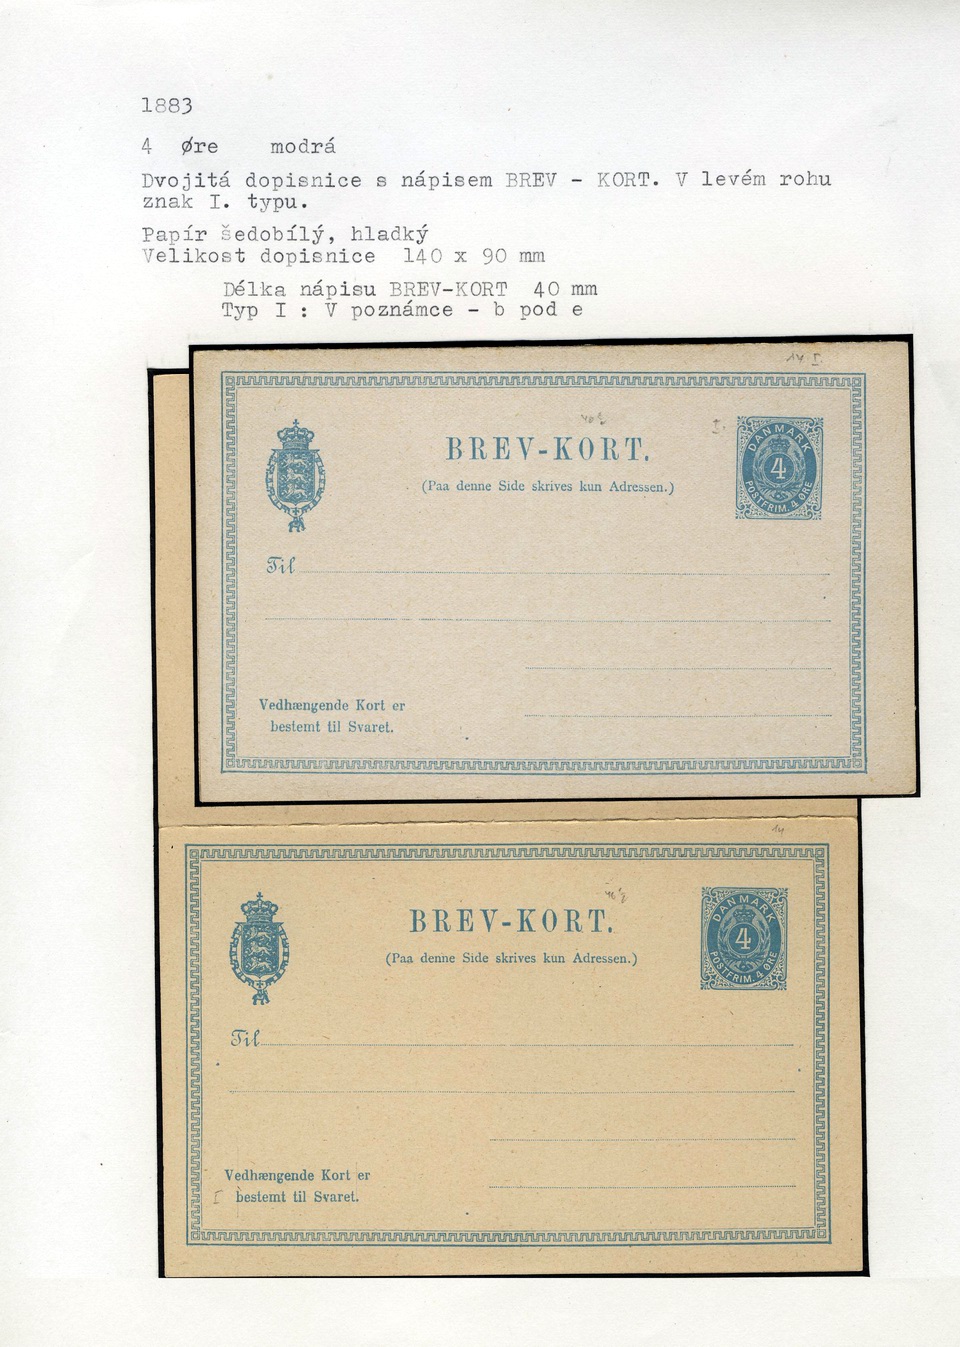 1883
4 Øre modrá
Dvojitá dopisnice s nápisem BREV - KORT. V levém rohu
znak I. typu.
Papír šedobílý, hladký
Velikost dopisnice 140 x 90 mm
Délka nápisu BREV-KORT 40 mm
Typ I : V poznámce - b pod e
14 I.
I.
BREV-KORT.
(Paa denne Side skrives kun Adressen.)
DANMARK
4
POSTFRIM. 4 ØRE
Til
Vedhængende Kort er
bestemt til Svaret.
14
BREV-KORT.
(Paa denne Side skrives kun Adressen.)
DANMARK
4
POSTFRIM. 4 ØRE
Til
Vedhængende Kort er
I bestemt til Svaret.